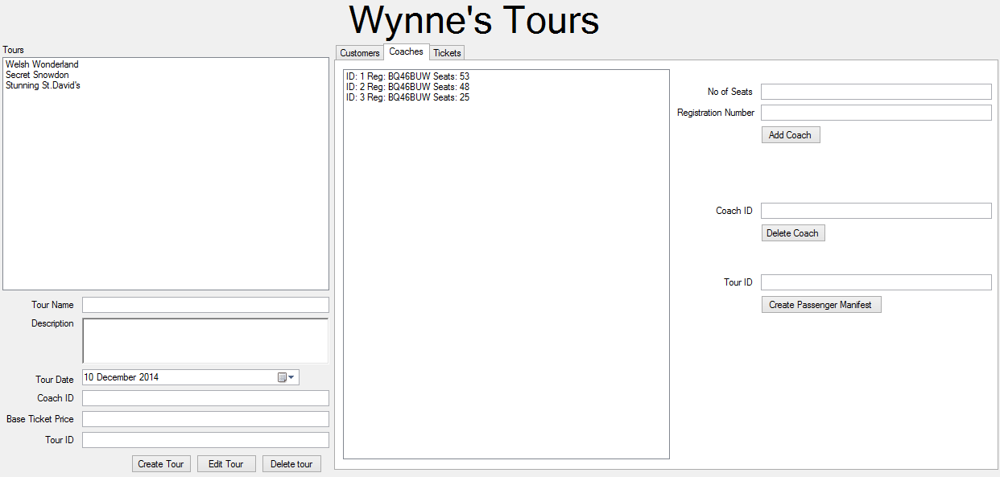 Wynne's Tours
Tours
Welsh Wonderland
Secret Snowdon
Stunning St.David's
Tour Name
Description
Tour Date 10 December 2014
Coach ID
Base Ticket Price
Tour ID
Create Tour Edit Tour Delete tour
Customers Coaches Tickets
ID: 1 Reg: BQ46BUW Seats: 53
ID: 2 Reg: BQ46BUW Seats: 48
ID: 3 Reg: BQ46BUW Seats: 25
No of Seats
Registration Number
Add Coach
Coach ID
Delete Coach
Tour ID
Create Passenger Manifest